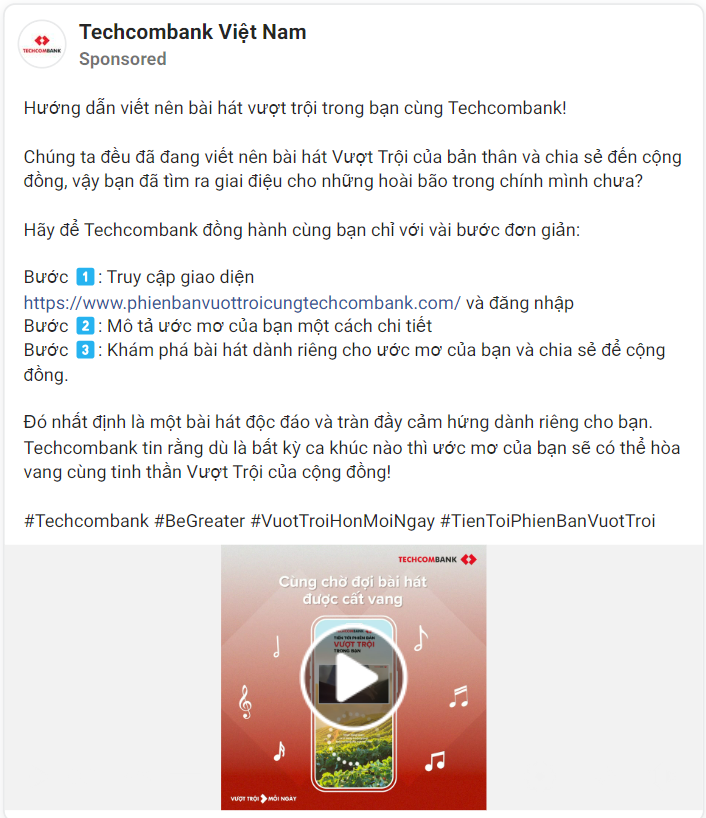 TECHCOMBANK
Techcombank Việt Nam
Sponsored
Hướng dẫn viết nên bài hát vượt trội trong bạn cùng Techcombank!
Chúng ta đều đã đang viết nên bài hát Vượt Trội của bản thân và chia sẻ đến cộng
đồng, vậy bạn đã tìm ra giai điệu cho những hoài bão trong chính mình chưa?
Hãy để Techcombank đồng hành cùng bạn chỉ với vài bước đơn giản:
Bước 1️⃣: Truy cập giao diện
https://www.phienbanvuottroicungtechcombank.com/ và đăng nhập
Bước 2️⃣: Mô tả ước mơ của bạn một cách chi tiết
Bước 3️⃣: Khám phá bài hát dành riêng cho ước mơ của bạn và chia sẻ để cộng
đồng.
Đó nhất định là một bài hát độc đáo và tràn đầy cảm hứng dành riêng cho bạn.
Techcombank tin rằng dù là bất kỳ ca khúc nào thì ước mơ của bạn sẽ có thể hòa
vang cùng tinh thần Vượt Trội của cộng đồng!
#Techcombank #BeGreater #VuotTroiHonMoiNgay #TienToiPhienBanVuotTroi
TECHCOMBANK
Cùng chờ đợi bài hát
được cất vang
TIẾN TỚI PHIÊN BẢN
VƯỢT TRỘI
TRONG BẠN
VƯỢT TRỘI MỖI NGÀY